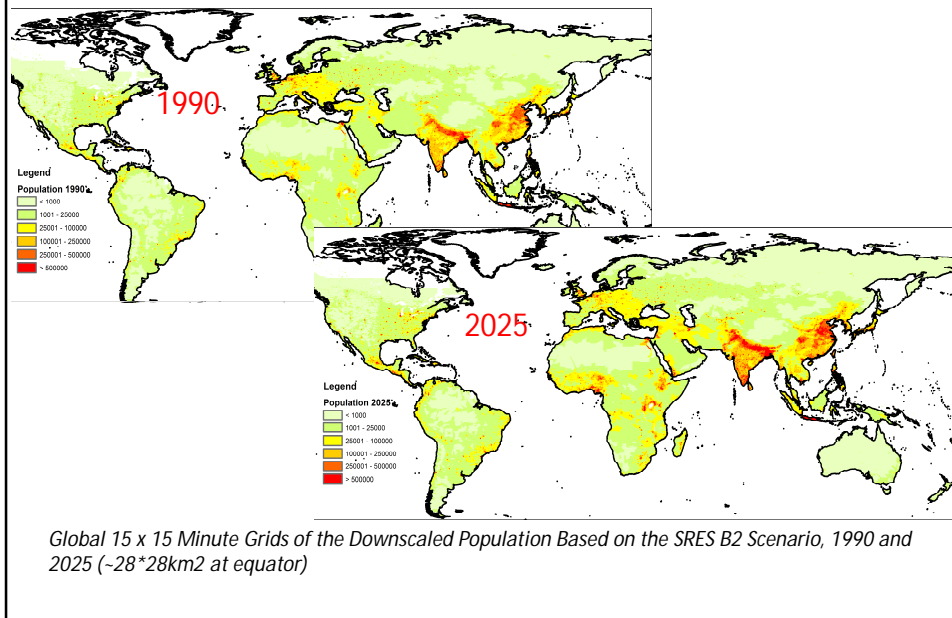 1990
Legend
Population 1990's
< 1000
1001 - 25000
25001 - 100000
100001 - 250000
250001 - 500000
> 500000
2025
Legend
Population 2025's
< 1000
1001 - 25000
25001 - 100000
100001 - 250000
250001 - 500000
> 500000
Global 15 x 15 Minute Grids of the Downscaled Population Based on the SRES B2 Scenario, 1990 and
2025 (~28*28km2 at equator)